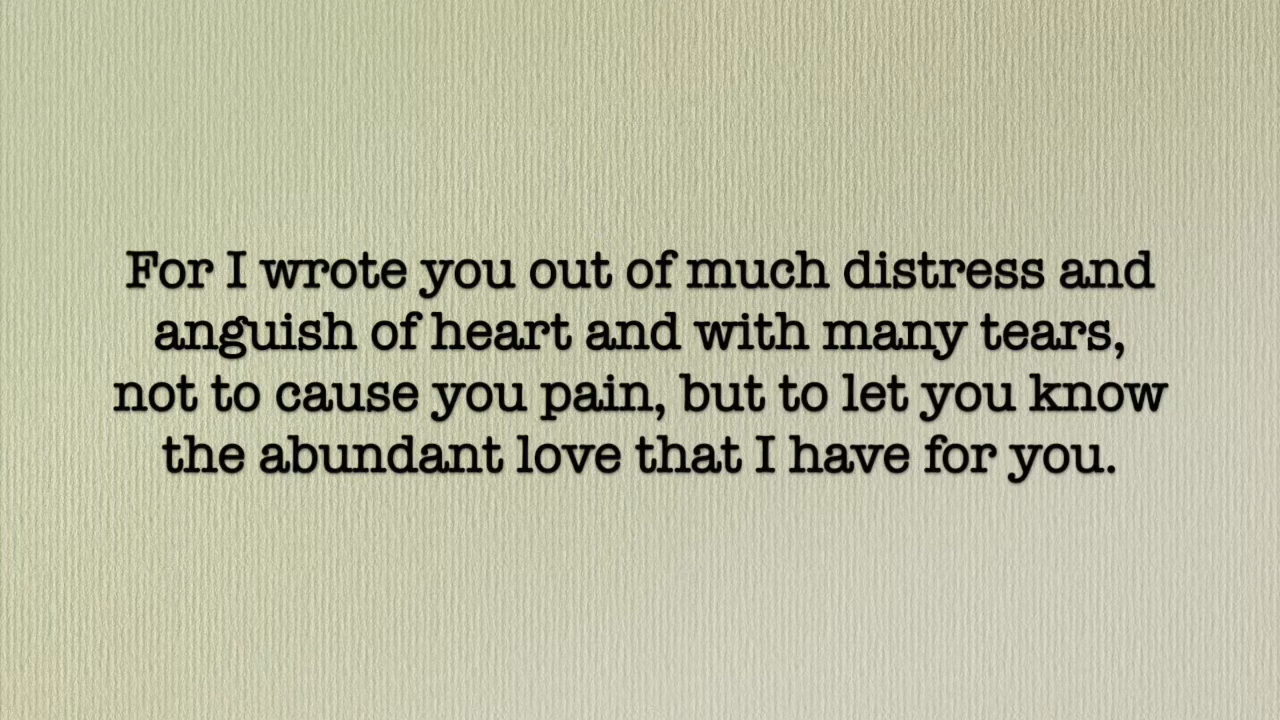 For I wrote you out of much distress and
anguish of heart and with many tears,
not to cause you pain, but to let you know
the abundant love that I have for you.